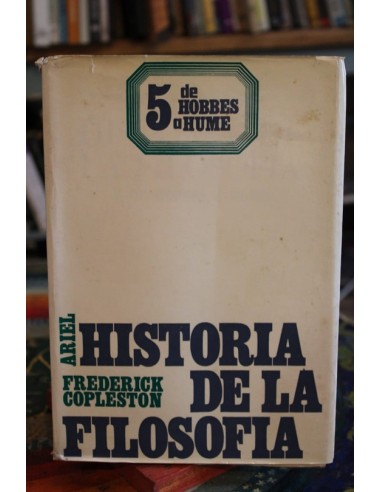 5 de
HOBBES
a HUME
ARIEL
HISTORIA
FREDERICK
COPLESTON
DE LA
FILOSOFIA